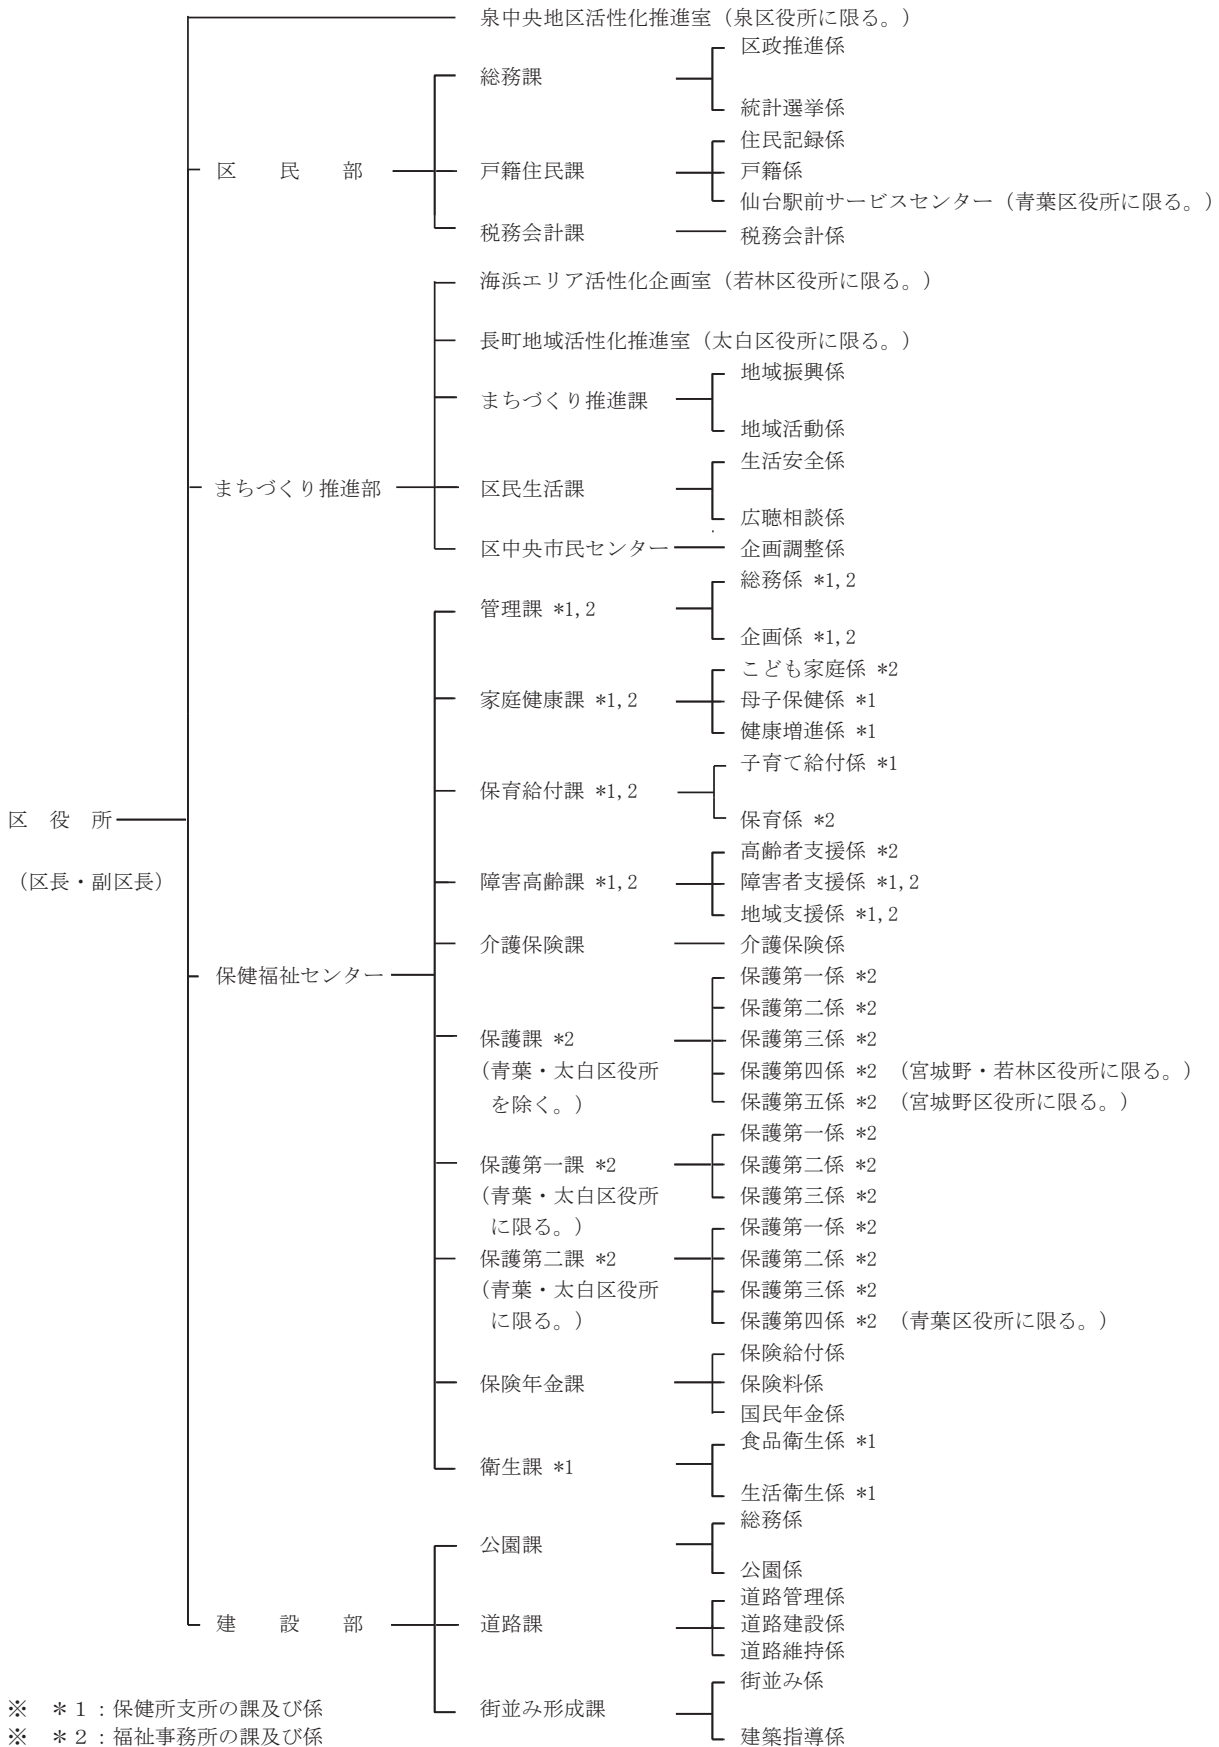 泉中央地区活性化推進室（泉区役所に限る。）
区政推進係
総務課
統計選挙係
住民記録係
区　民　部　戸籍住民課　戸籍係
仙台駅前サービスセンター（青葉区役所に限る。）
税務会計課　税務会計係
海浜エリア活性化企画室（若林区役所に限る。）
長町地域活性化推進室（太白区役所に限る。）
地域振興係
まちづくり推進課
地域活動係
生活安全係
まちづくり推進部　区民生活課
広聴相談係
区中央市民センター　企画調整係
総務係 *1,2
管理課 *1,2
企画係 *1,2
こども家庭係 *2
家庭健康課 *1,2　母子保健係 *1
健康増進係 *1
子育て給付係 *1
保育給付課 *1,2
区　役　所　保育係 *2
高齢者支援係 *2
（区長・副区長）　障害高齢課 *1,2　障害者支援係 *1,2
地域支援係 *1,2
介護保険課　介護保険係
保健福祉センター　保護第一係 *2
保護第二係 *2
保護課 *2　保護第三係 *2
（青葉・太白区役所　保護第四係 *2 （宮城野・若林区役所に限る。）
を除く。）　保護第五係 *2 （宮城野区役所に限る。）
保護第一係 *2
保護第一課 *2　保護第二係 *2
（青葉・太白区役所　保護第三係 *2
に限る。）　保護第一係 *2
保護第二課 *2　保護第二係 *2
（青葉・太白区役所　保護第三係 *2
に限る。）　保護第四係 *2 （青葉区役所に限る。）
保険給付係
保険年金課　保険料係
国民年金係
食品衛生係 *1
衛生課 *1
生活衛生係 *1
総務係
公園課
公園係
道路管理係
建　設　部　道路課　道路建設係
道路維持係
街並み係
※　＊１：保健所支所の課及び係　街並み形成課
※　＊２：福祉事務所の課及び係　建築指導係